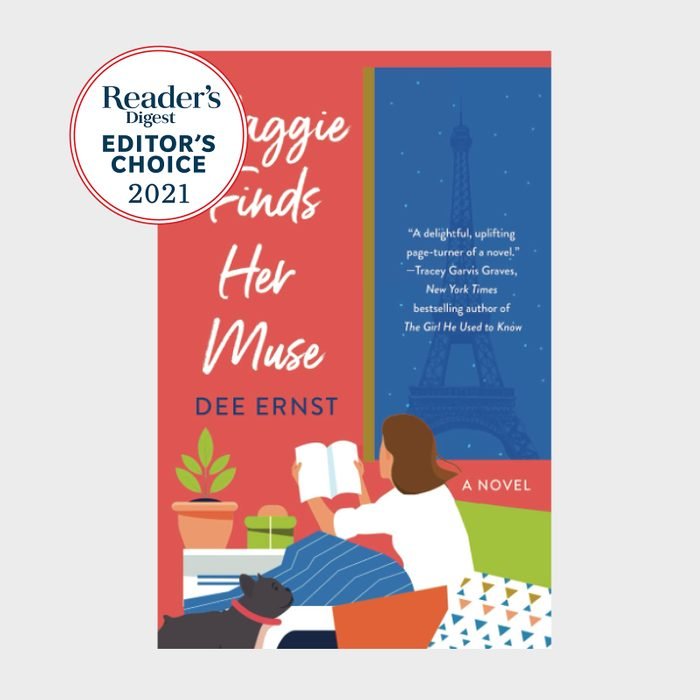 Reader's
Digest
EDITOR'S
CHOICE
2021
aggie
Finds
Her
Muse
DEE ERNST
"A delightful, uplifting
page-turner of a novel."
—Tracey Garvis Graves,
New York Times
bestselling author of
The Girl He Used to Know
A NOVEL